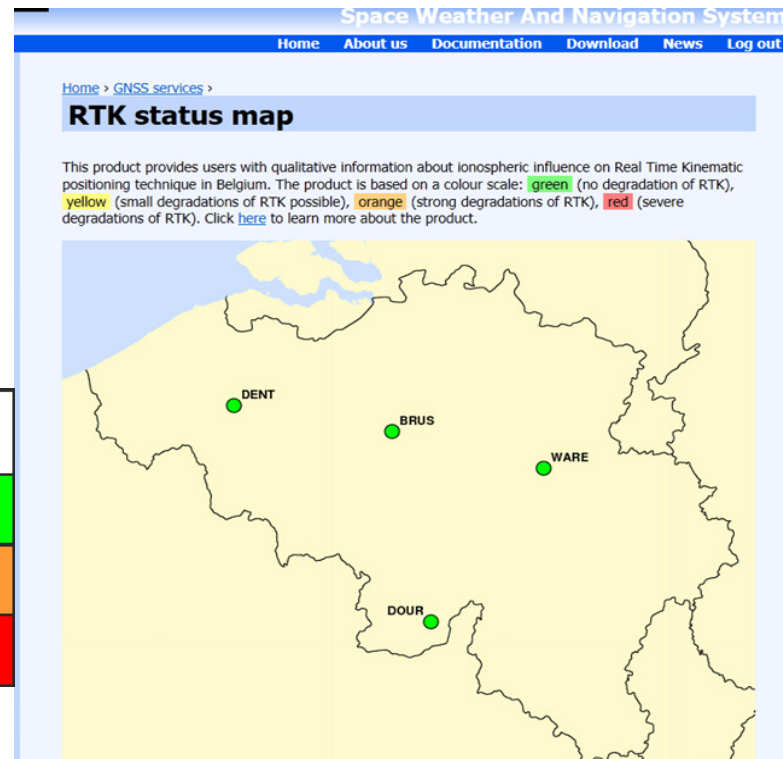 Space Weather And Navigation System
Home About us Documentation Download News Log out
Home › GNSS services ›
RTK status map
This product provides users with qualitative information about ionospheric influence on Real Time Kinematic
positioning technique in Belgium. The product is based on a colour scale: green (no degradation of RTK),
yellow (small degradations of RTK possible), orange (strong degradations of RTK), red (severe
degradations of RTK). Click here to learn more about the product.
DENT
BRUS
WARE
DOUR